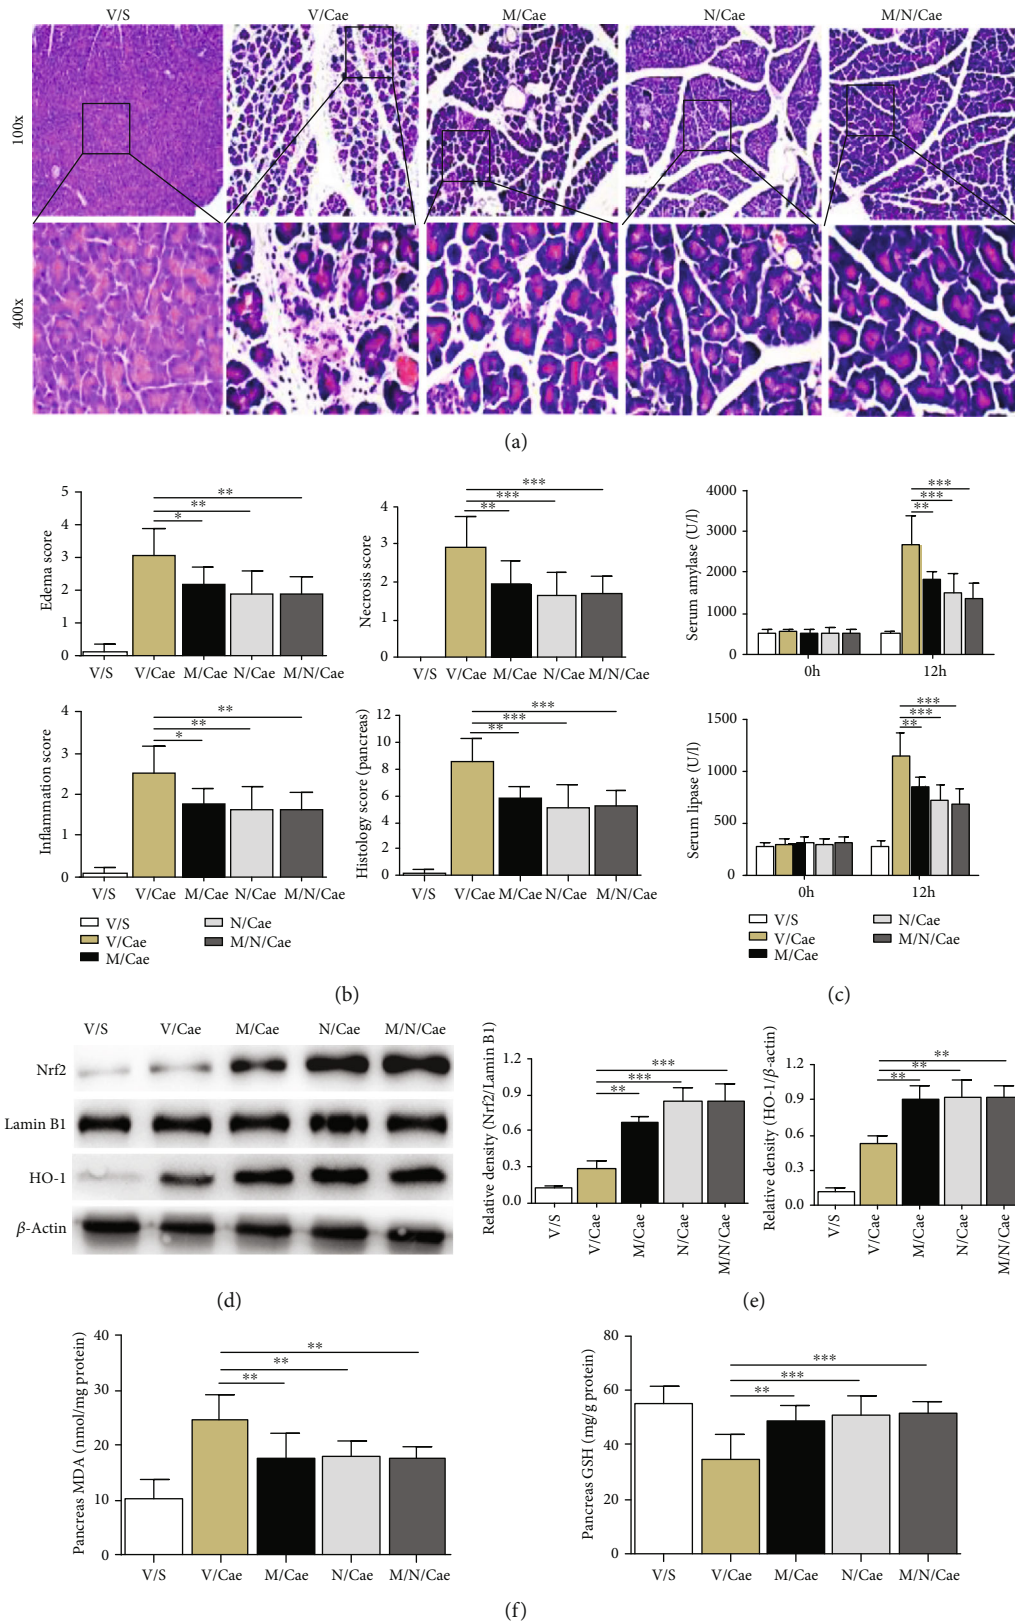 V/S V/Cae M/Cae N/Cae M/N/Cae
100x
400x
(a)
Edema score
5
4
3
2
1
0
** ** *
V/S V/Cae M/Cae N/Cae M/N/Cae
Necrosis score
4
3
2
1
0
*** *** **
V/S V/Cae M/Cae N/Cae M/N/Cae
Inflammation score
4
3
2
1
0
** ** *
V/S V/Cae M/Cae N/Cae M/N/Cae
Histology score (pancreas)
12
10
8
6
4
2
0
*** *** **
V/S V/Cae M/Cae N/Cae M/N/Cae
V/S
V/Cae
M/Cae
N/Cae
M/N/Cae
(b)
Serum amylase (U/l)
4000
3000
2000
1000
0
*** *** **
0h 12h
Serum lipase (U/l)
1500
1000
500
0
*** *** **
0h 12h
V/S
V/Cae
M/Cae
N/Cae
M/N/Cae
(c)
V/S V/Cae M/Cae N/Cae M/N/Cae
Nrf2
Lamin B1
HO-1
β-Actin
(d)
Relative density (Nrf2/Lamin B1)
1.2
0.9
0.6
0.3
0.0
*** *** **
V/S V/Cae M/Cae N/Cae M/N/Cae
Relative density (HO-1/β-actin)
1.2
0.9
0.6
0.3
0.0
** ** **
V/S V/Cae M/Cae N/Cae M/N/Cae
(e)
Pancreas MDA (nmol/mg protein)
40
30
20
10
0
** ** **
V/S V/Cae M/Cae N/Cae M/N/Cae
Pancreas GSH (mg/g protein)
80
60
40
20
0
*** *** **
V/S V/Cae M/Cae N/Cae M/N/Cae
(f)